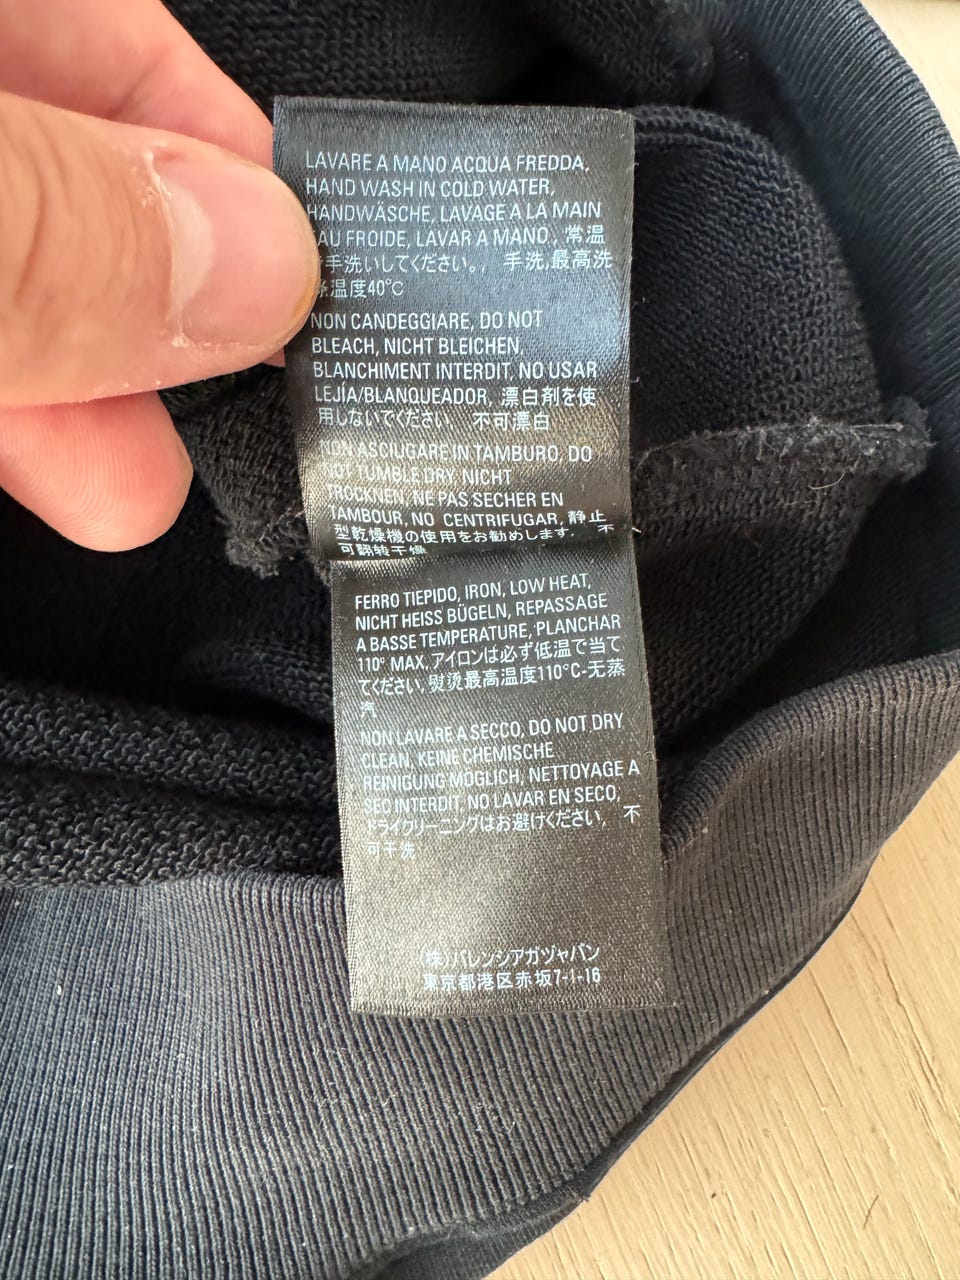 LAVARE A MANO ACQUA FREDDA,
HAND WASH IN COLD WATER,
HANDWÄSCHE, LAVAGE A LA MAIN
AU FROIDE, LAVAR A MANO , 常温
手洗いしてください。, 手洗,最高洗
温度40°C
NON CANDEGGIARE, DO NOT
BLEACH, NICHT BLEICHEN,
BLANCHIMENT INTERDIT, NO USAR
LEJÍA/BLANQUEADOR, 漂白剤を使
用しないでください, 不可漂白
NON ASCIUGARE IN TAMBURO, DO
NOT TUMBLE DRY, NICHT
TROCKNEN, NE PAS SECHER EN
TAMBOUR, NO CENTRIFUGAR, 静止
型乾燥機の使用をお勧めします, 不
可翻转干燥
FERRO TIEPIDO, IRON, LOW HEAT,
NICHT HEISS BÜGELN, REPASSAGE
A BASSE TEMPERATURE, PLANCHAR
110° MAX, アイロンは必ず低温で当て
てください, 熨烫最高温度110°C-无蒸
汽
NON LAVARE A SECCO, DO NOT DRY
CLEAN, KEINE CHEMISCHE
REINIGUNG MÖGLICH, NETTOYAGE A
SEC INTERDIT, NO LAVAR EN SECO,
ドライクリーニングはお避けください, 不
可干洗
(株)バレンシアガジャパン
東京都港区赤坂7-1-16